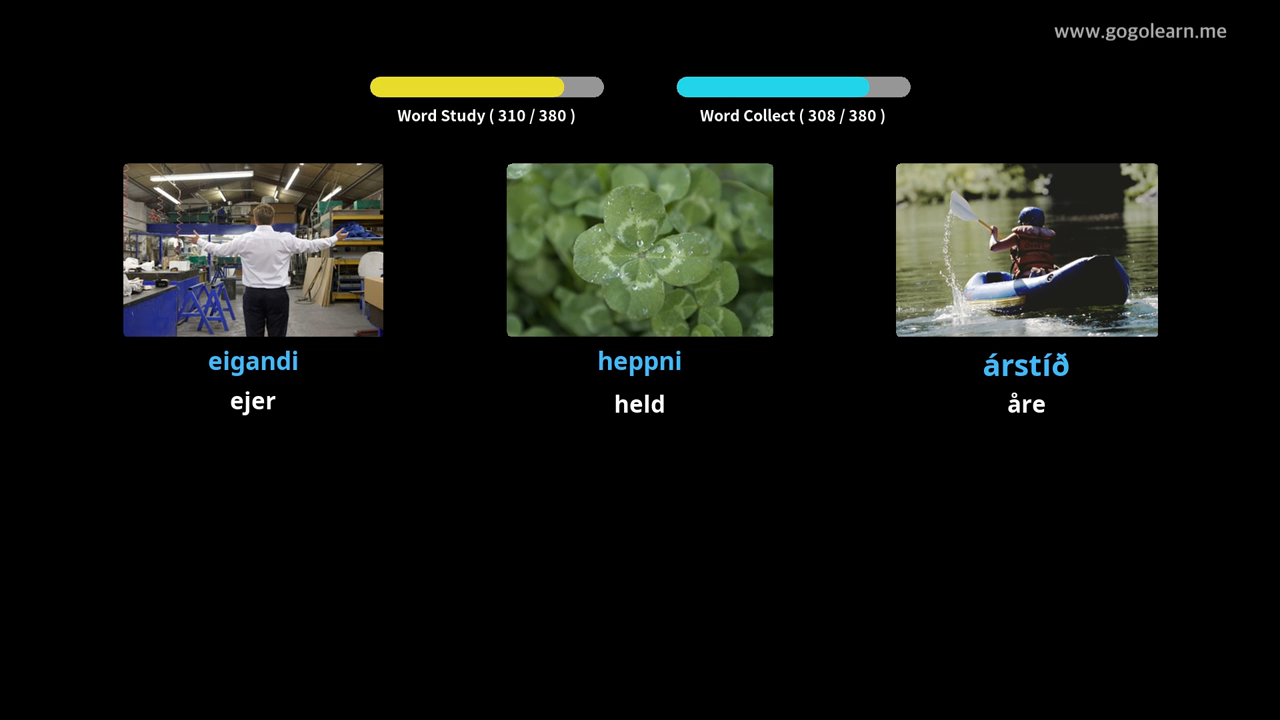 www.gogolearn.me
Word Study ( 310 / 380 )
Word Collect ( 308 / 380 )
eigandi
heppni
árstíð
ejer
held
åre